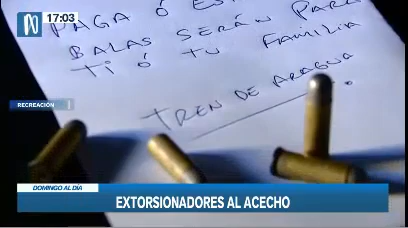 N 17:03
PAGA Ó ES
BALAS SERÁN PARA
TI Ó TU FAMILIA
TREN DE ARAGUA.
RECREACIÓN
DOMINGO AL DÍA
EXTORSIONADORES AL ACECHO